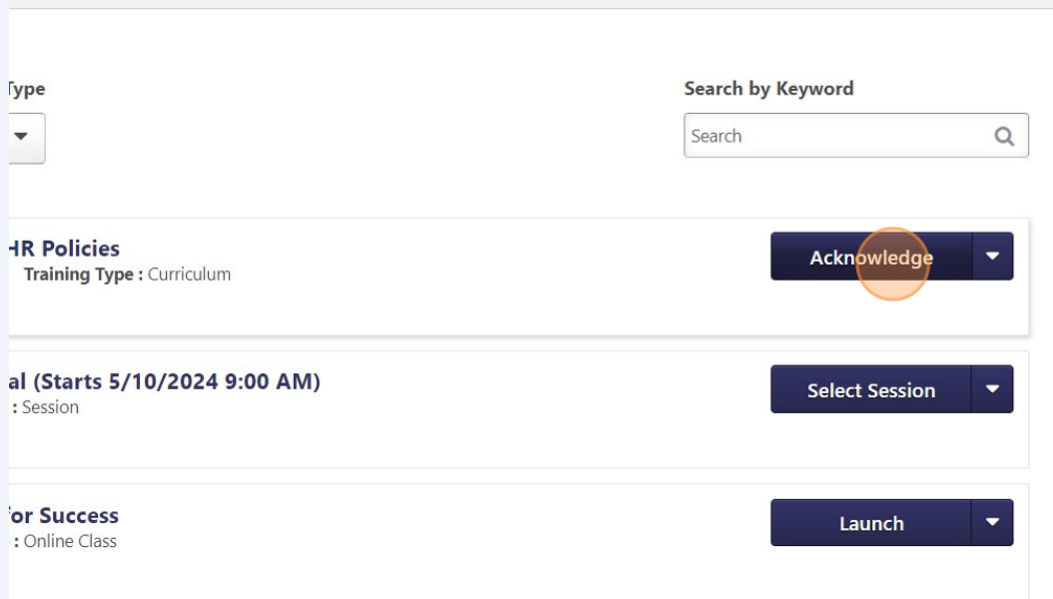 Type
Search by Keyword
Search
HR Policies
Training Type : Curriculum
Acknowledge
al (Starts 5/10/2024 9:00 AM)
: Session
Select Session
for Success
: Online Class
Launch